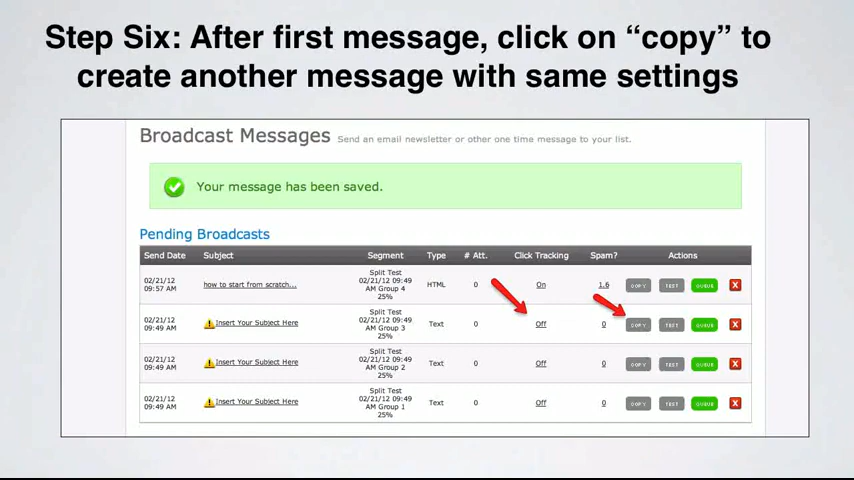 Step Six: After first message, click on “copy” to
create another message with same settings
Broadcast Messages Send an email newsletter or other one time message to your list.
Your message has been saved.
Pending Broadcasts
Send Date Subject Segment Type # Att. Click Tracking Spam? Actions
02/21/12
09:57 AM
how to start from scratch...
Split Test
02/21/12 09:49
AM Group 4
25%
HTML 0 On 1.6 COPY TEST QUEUE X
02/21/12
09:49 AM
Insert Your Subject Here
Split Test
02/21/12 09:49
AM Group 3
25%
Text 0 Off 0 COPY TEST QUEUE X
02/21/12
09:49 AM
Insert Your Subject Here
Split Test
02/21/12 09:49
AM Group 2
25%
Text 0 Off 0 COPY TEST QUEUE X
02/21/12
09:49 AM
Insert Your Subject Here
Split Test
02/21/12 09:49
AM Group 1
25%
Text 0 Off 0 COPY TEST QUEUE X